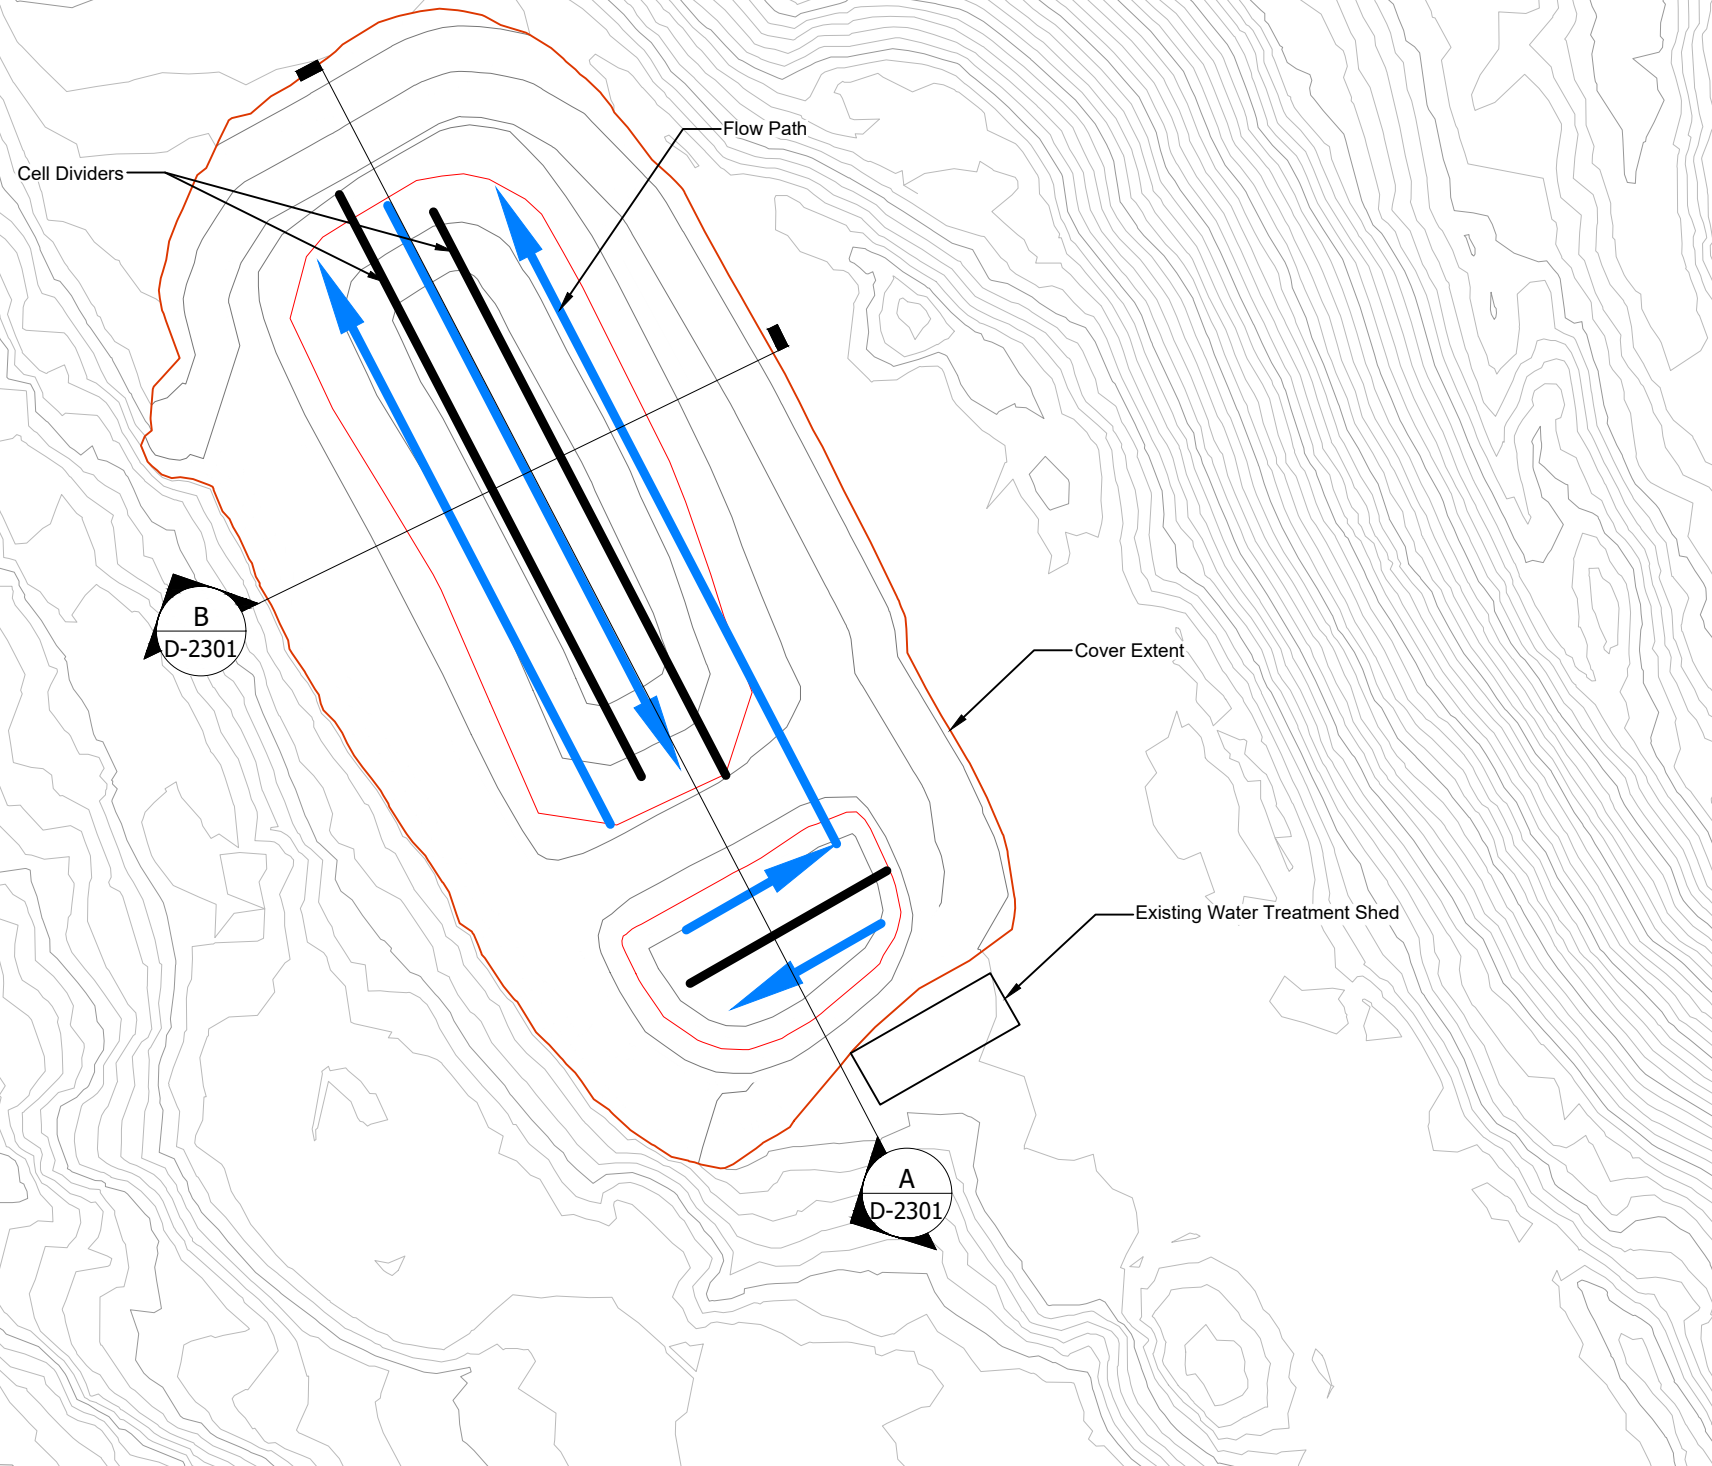 Flow Path
Cell Dividers
B
D-2301
Cover Extent
Existing Water Treatment Shed
A
D-2301